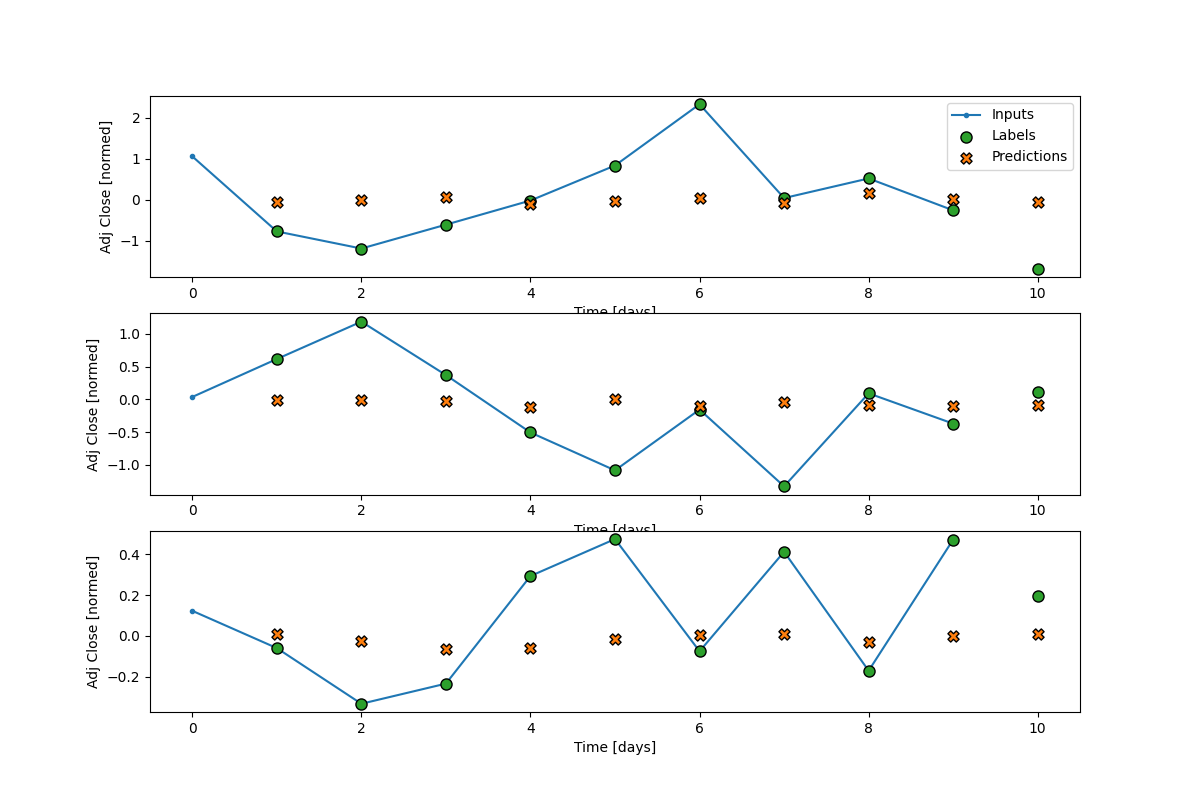 Adj Close [normed]
2
1
0
−1
Inputs
Labels
Predictions
0 2 4 6 8 10
Time [days]
Adj Close [normed]
1.0
0.5
0.0
−0.5
−1.0
0 2 4 6 8 10
Time [days]
Adj Close [normed]
0.4
0.2
0.0
−0.2
0 2 4 6 8 10
Time [days]